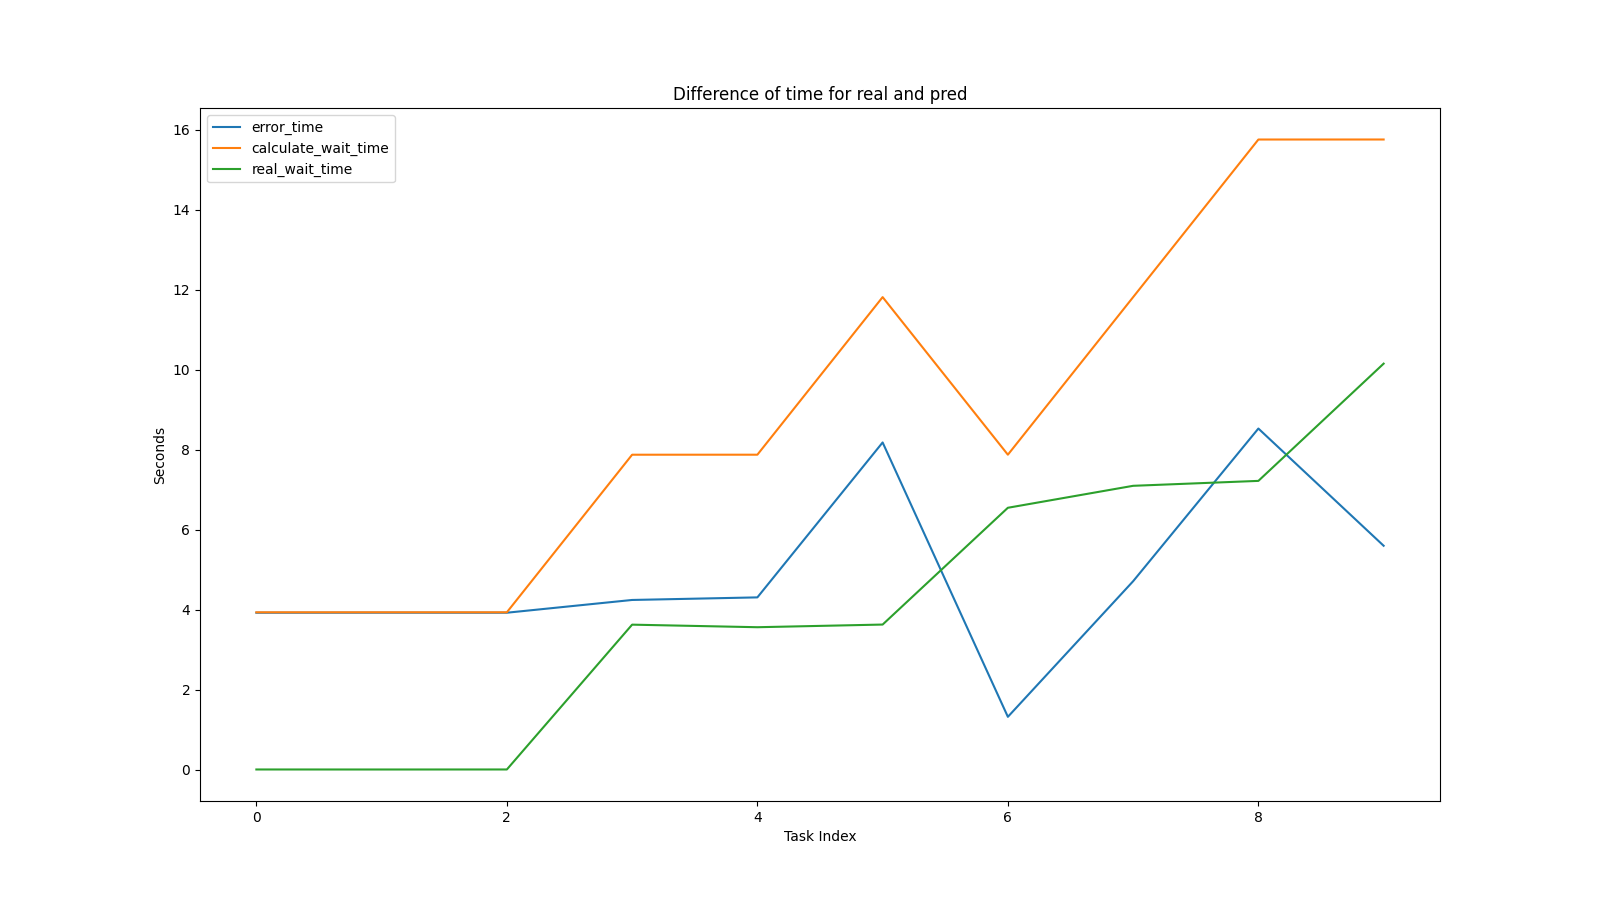 Difference of time for real and pred
error_time
calculate_wait_time
real_wait_time
16
14
12
10
8
6
4
2
0
Seconds
0 2 4 6 8
Task Index